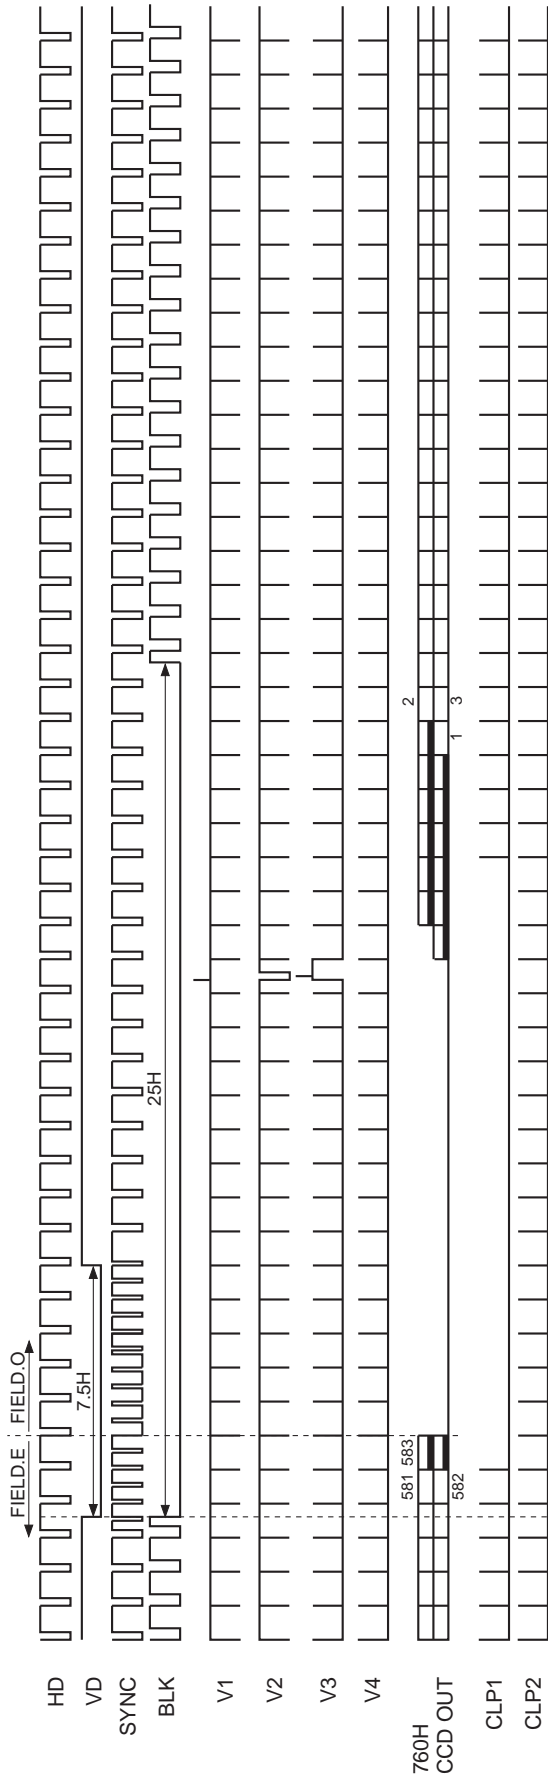 FIELD.E
FIELD.O
HD
VD
7.5H
SYNC
BLK
25H
V1
V2
V3
V4
760H
CCD OUT
581 583
2
582
1
3
CLP1
CLP2